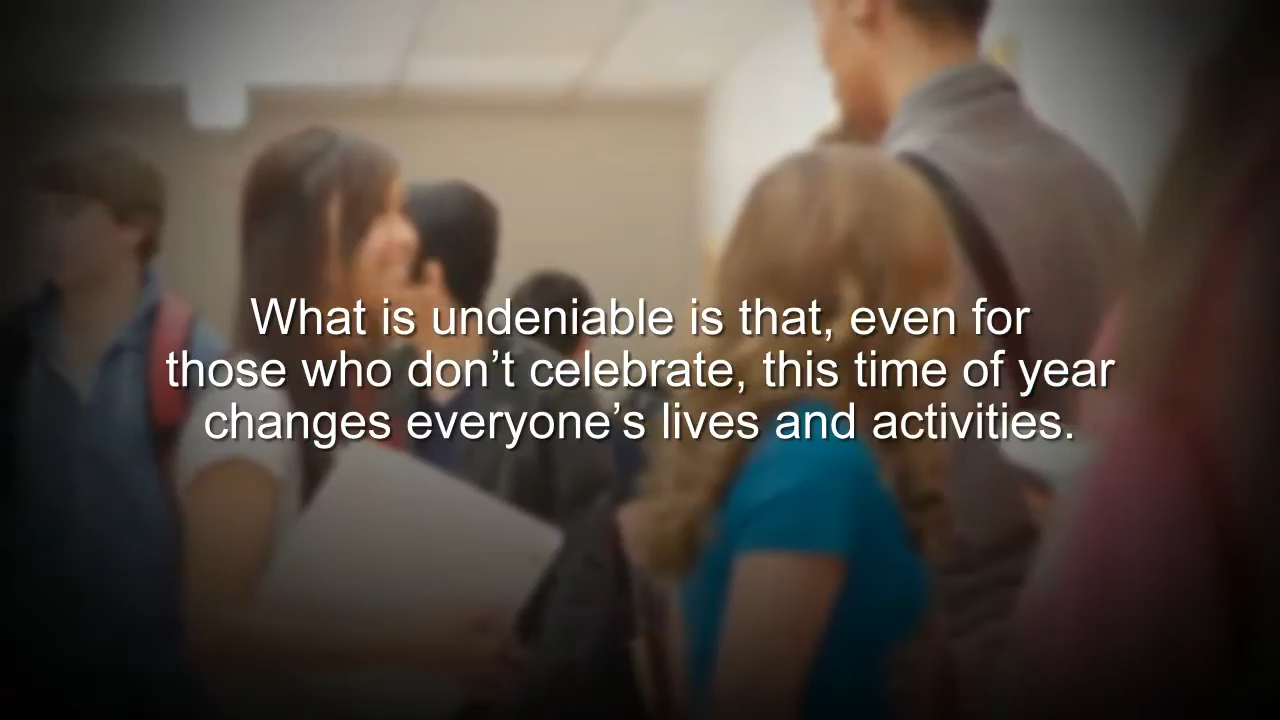 What is undeniable is that, even for
those who don’t celebrate, this time of year
changes everyone’s lives and activities.